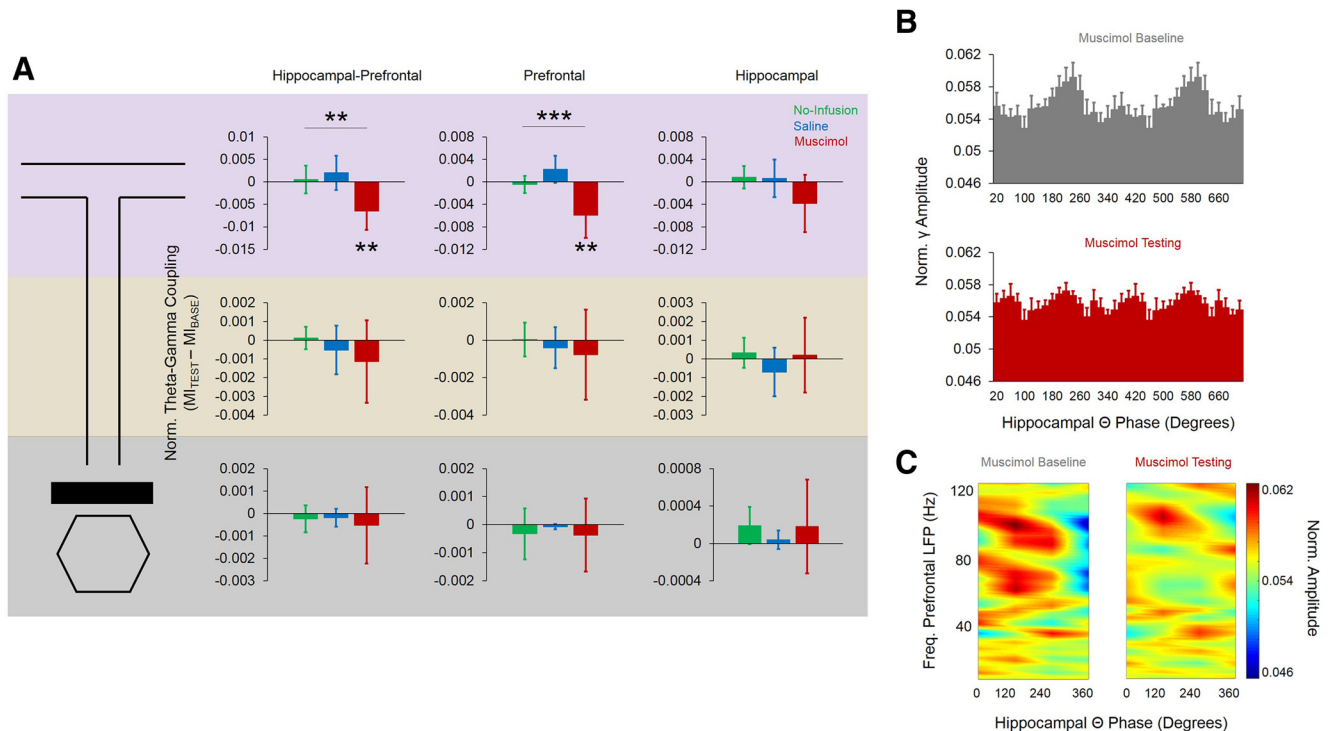 A
Hippocampal-Prefrontal
Prefrontal
Hippocampal
No-Infusion
Saline
Muscimol
Norm. Theta-Gamma Coupling
(MITEST – MIBASE)
**
0.01
0.005
0
-0.005
-0.01
-0.015
**
***
0.008
0.004
0
-0.004
-0.008
-0.012
**
0.008
0.004
0
-0.004
-0.008
-0.012
0.002
0.001
0
-0.001
-0.002
-0.003
-0.004
0.002
0
-0.002
-0.004
0.003
0.002
0.001
0
-0.001
-0.002
-0.003
0.002
0.001
0
-0.001
-0.002
-0.003
0.002
0.001
0
-0.001
-0.002
0.0008
0.0004
0
-0.0004
B
Muscimol Baseline
0.062
0.058
0.054
0.05
0.046
20 100 180 260 340 420 500 580 660
Norm. γ Amplitude
Muscimol Testing
0.062
0.058
0.054
0.05
0.046
20 100 180 260 340 420 500 580 660
Hippocampal Θ Phase (Degrees)
C
Muscimol Baseline
Muscimol Testing
Freq. Prefrontal LFP (Hz)
120
80
40
0 120 240 360
0 120 240 360
Hippocampal Θ Phase (Degrees)
0.062
0.054
0.046
Norm. Amplitude